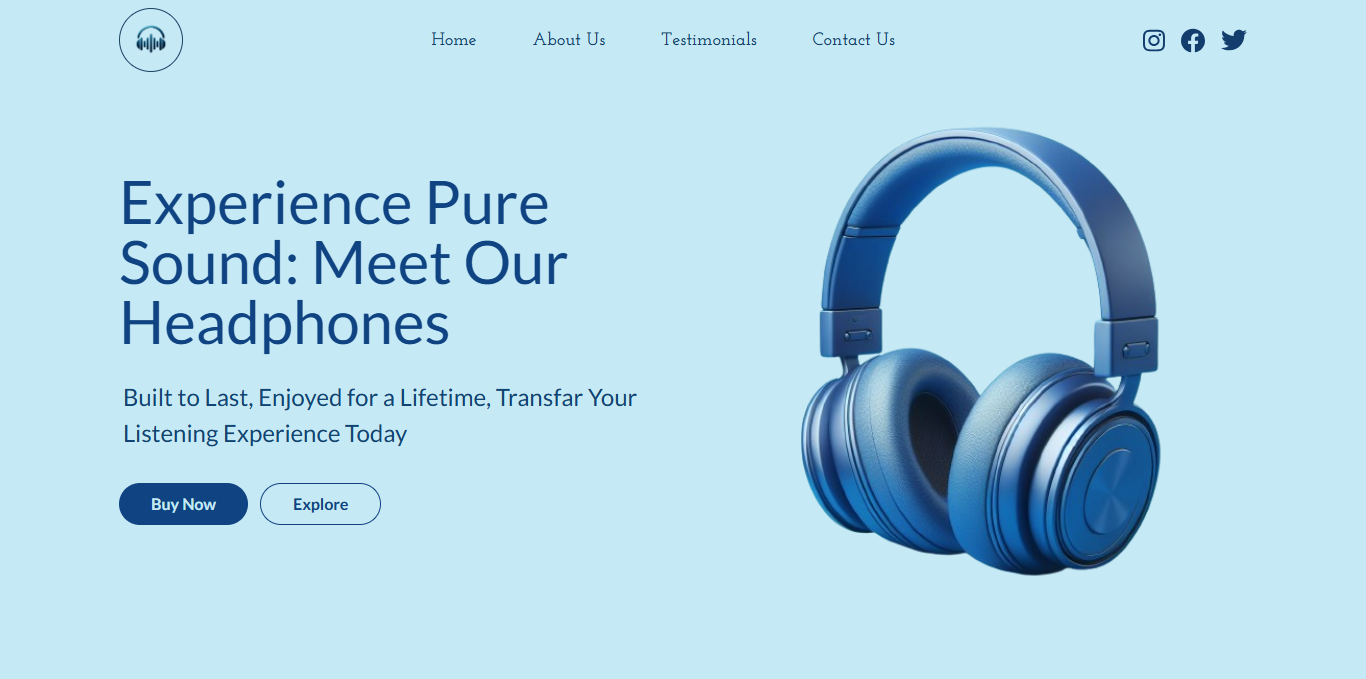 Home About Us Testimonials Contact Us
Experience Pure
Sound: Meet Our
Headphones
Built to Last, Enjoyed for a Lifetime, Transfar Your
Listening Experience Today
Buy Now Explore